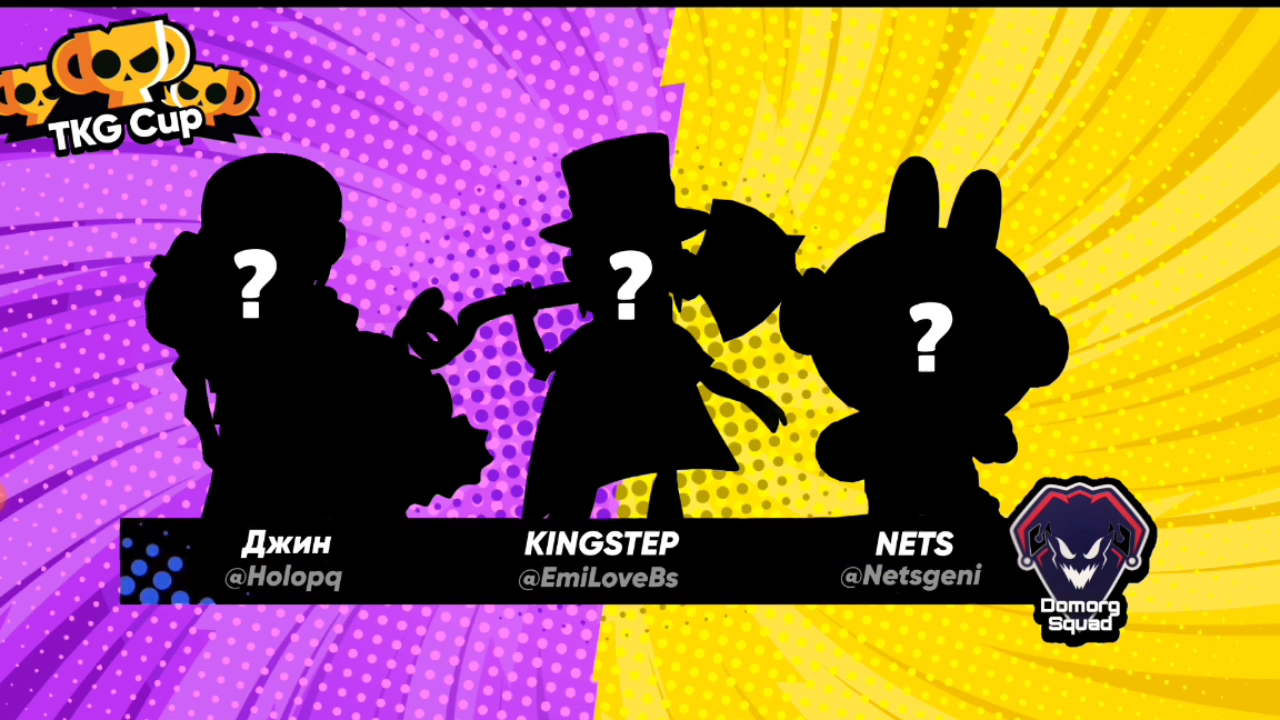 TKG Cup
?
?
?
Джин
KINGSTEP
NETS
@Holopq
@EmiLoveBs
@Netsgeni
Domorg
Squad